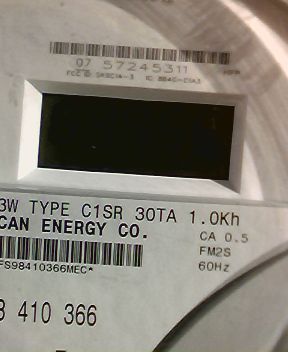 07 57245311
3W TYPE C1SR 30TA 1.0Kh
CAN ENERGY CO.
CA 0.5
FM2S
60Hz
FS98410366MEC*
8 410 366